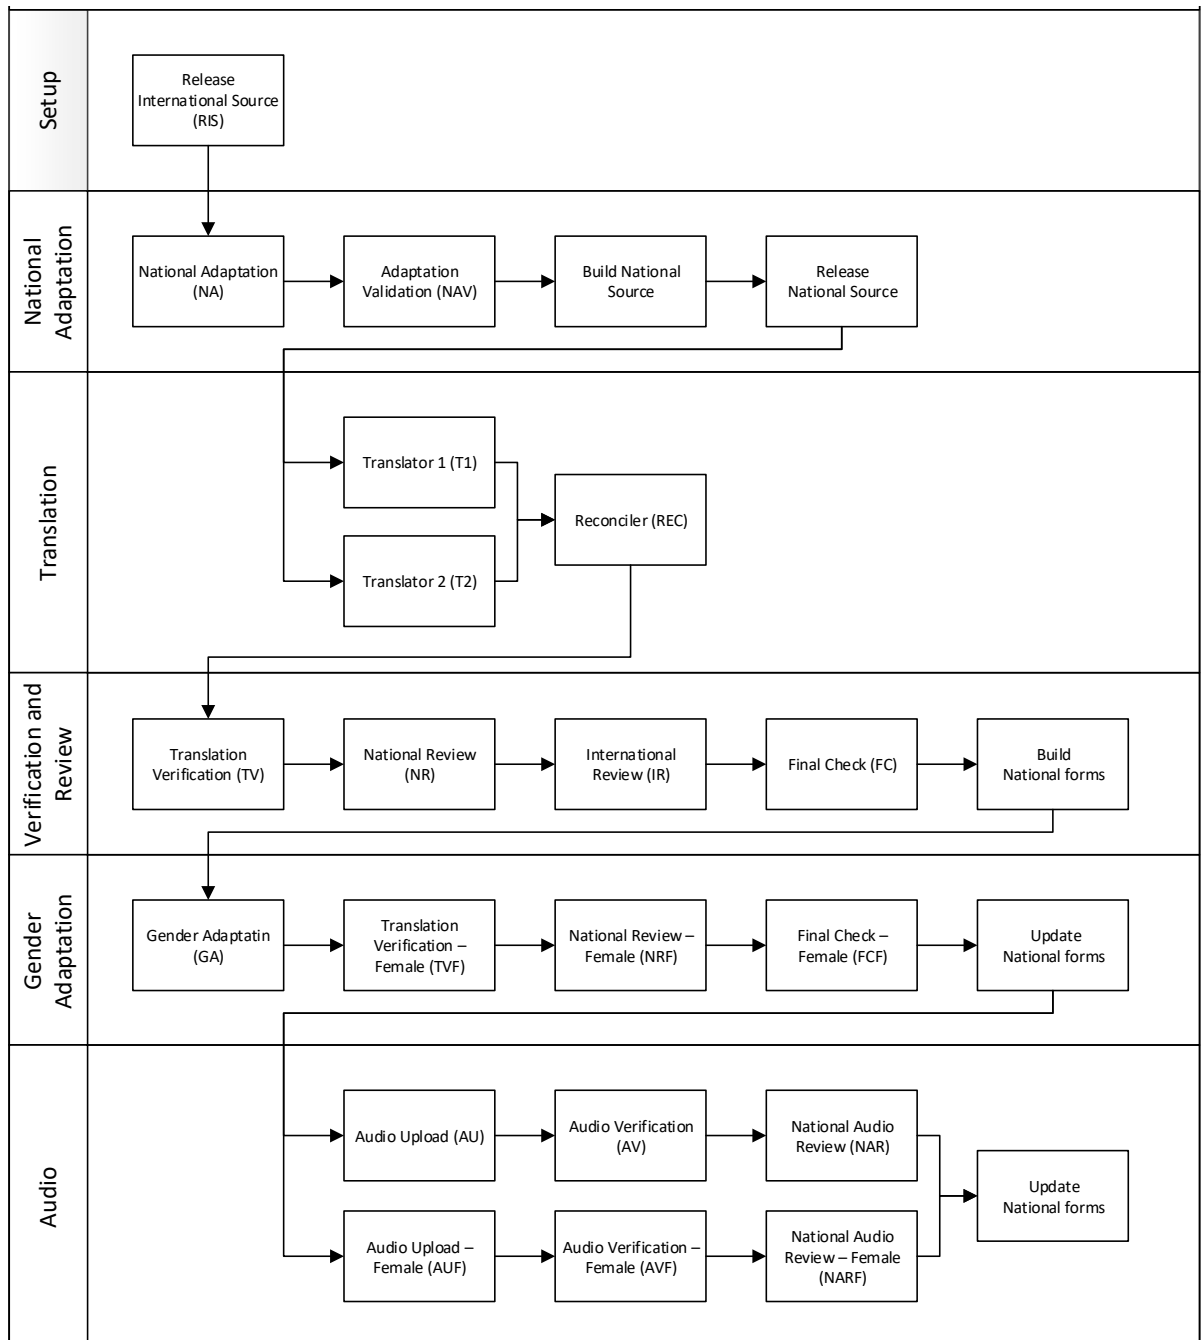 Setup
Release
International Source
(RIS)
National
Adaptation
National Adaptation
(NA)
Adaptation
Validation (NAV)
Build National
Source
Release
National Source
Translation
Translator 1 (T1)
Translator 2 (T2)
Reconciler (REC)
Verification and
Review
Translation
Verification (TV)
National Review
(NR)
International
Review (IR)
Final Check (FC)
Build
National forms
Gender
Adaptation
Gender Adaptatin
(GA)
Translation
Verification –
Female (TVF)
National Review –
Female (NRF)
Final Check –
Female (FCF)
Update
National forms
Audio
Audio Upload (AU)
Audio Verification
(AV)
National Audio
Review (NAR)
Audio Upload –
Female (AUF)
Audio Verification –
Female (AVF)
National Audio
Review – Female
(NARF)
Update
National forms